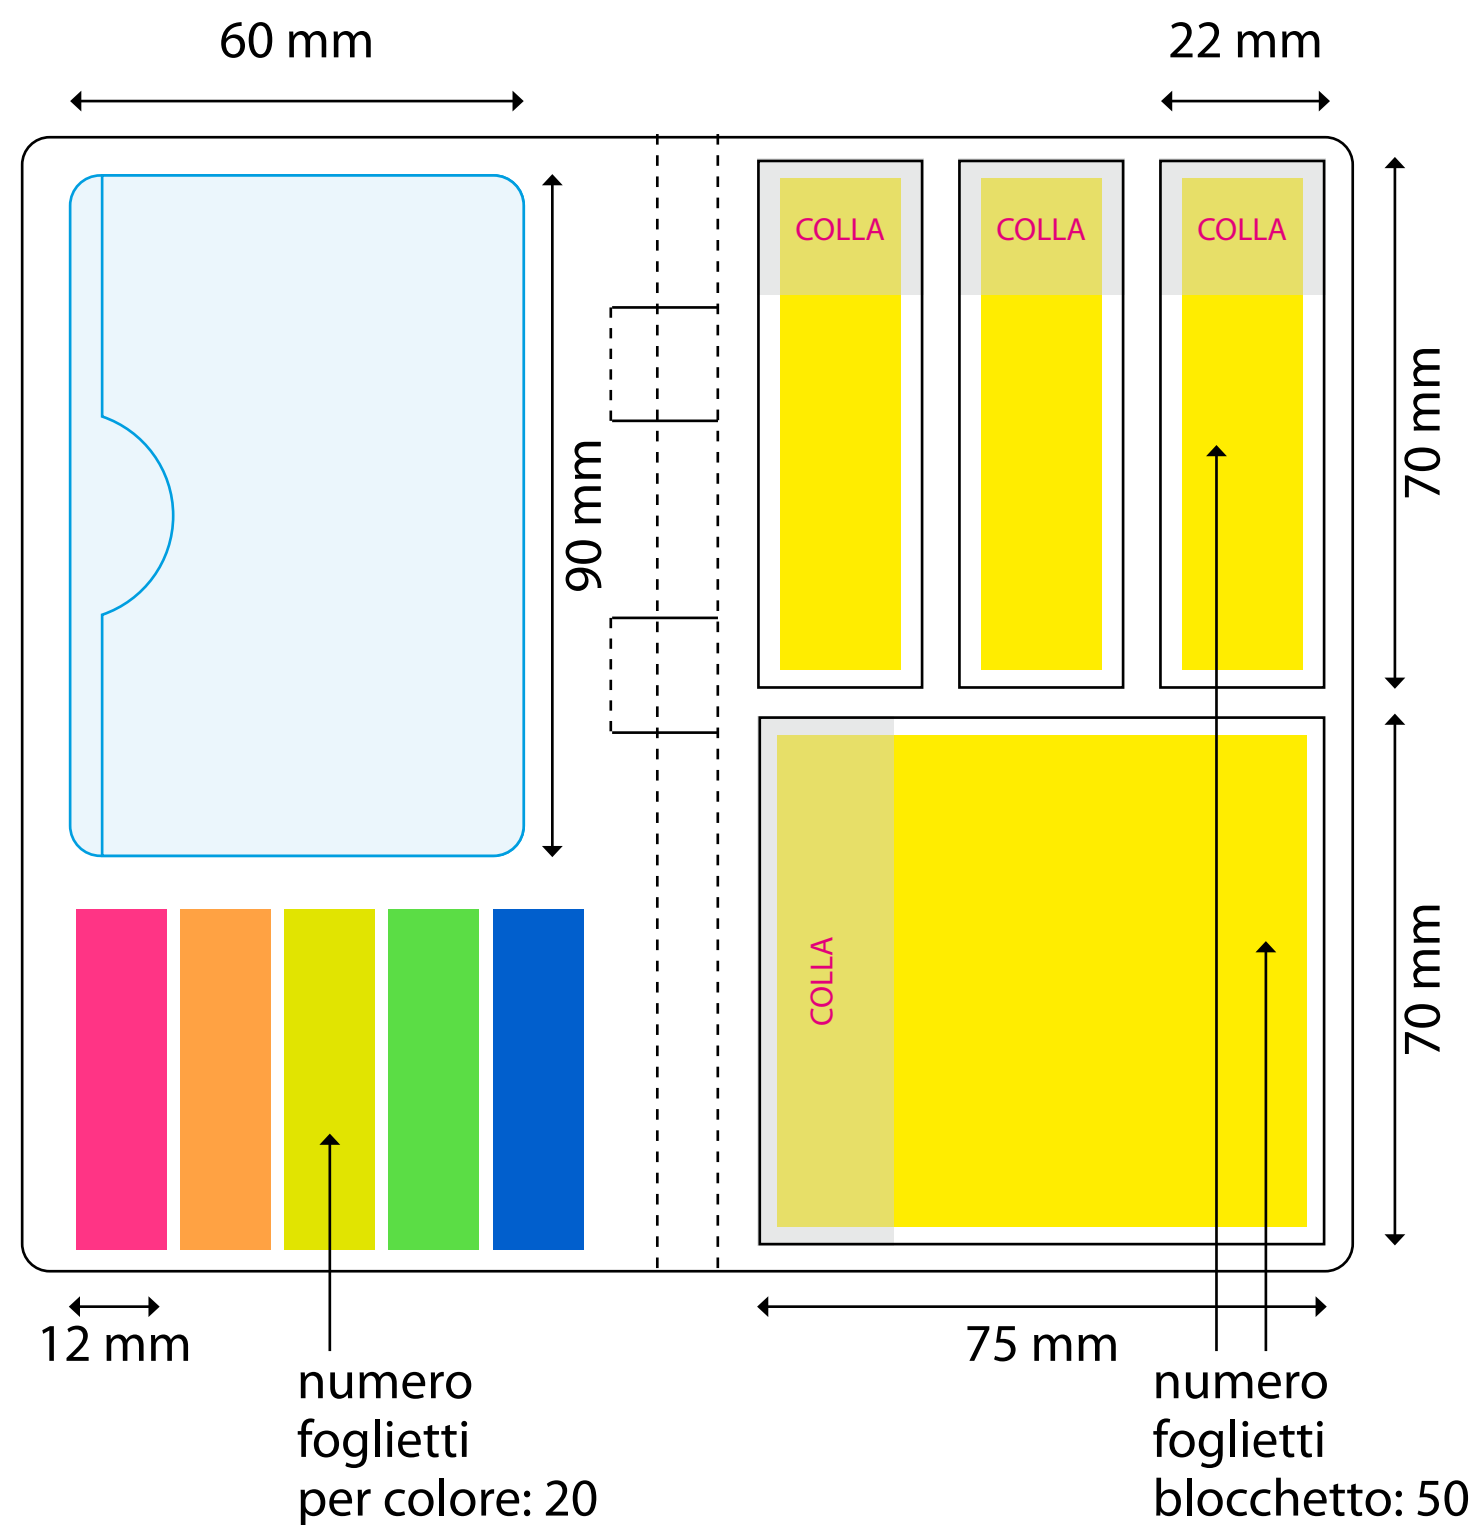 60 mm
22 mm
COLLA
COLLA
COLLA
70 mm
90 mm
COLLA
70 mm
12 mm
75 mm
numero
foglietti
per colore: 20
numero
foglietti
blocchetto: 50